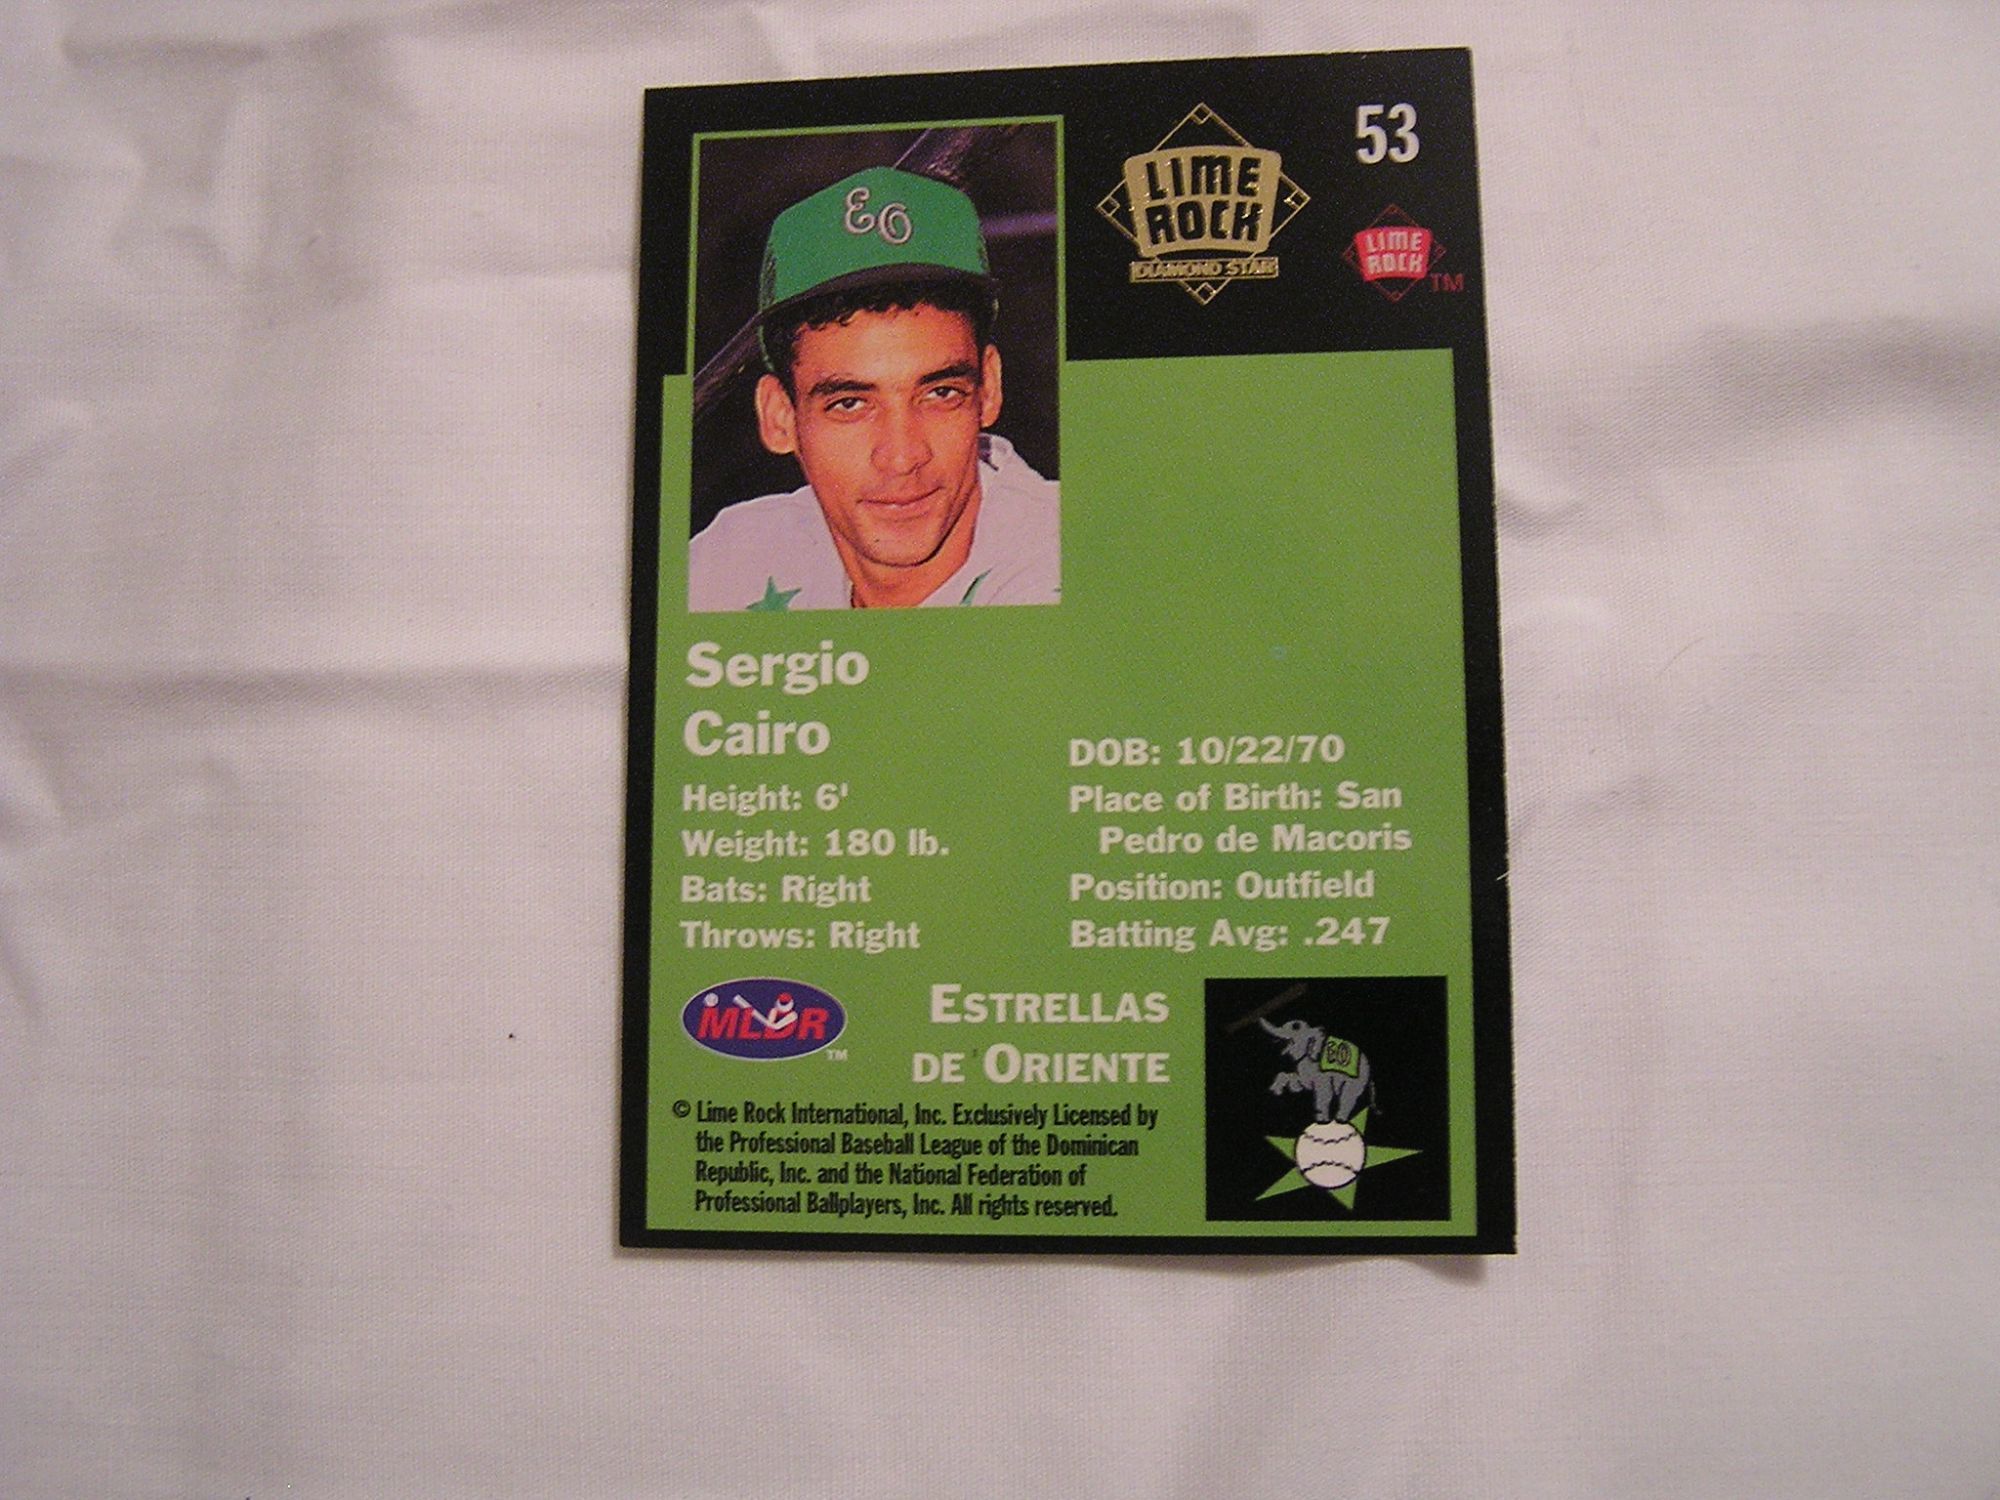 EO
LIME
ROCK
DIAMOND STAR
53
LIME
ROCK
TM
Sergio
Cairo
Height: 6'
Weight: 180 lb.
Bats: Right
Throws: Right
DOB: 10/22/70
Place of Birth: San
Pedro de Macoris
Position: Outfield
Batting Avg: .247
MLDR
TM
ESTRELLAS
DE ORIENTE
EO
© Lime Rock International, Inc. Exclusively Licensed by
the Professional Baseball League of the Dominican
Republic, Inc. and the National Federation of
Professional Ballplayers, Inc. All rights reserved.